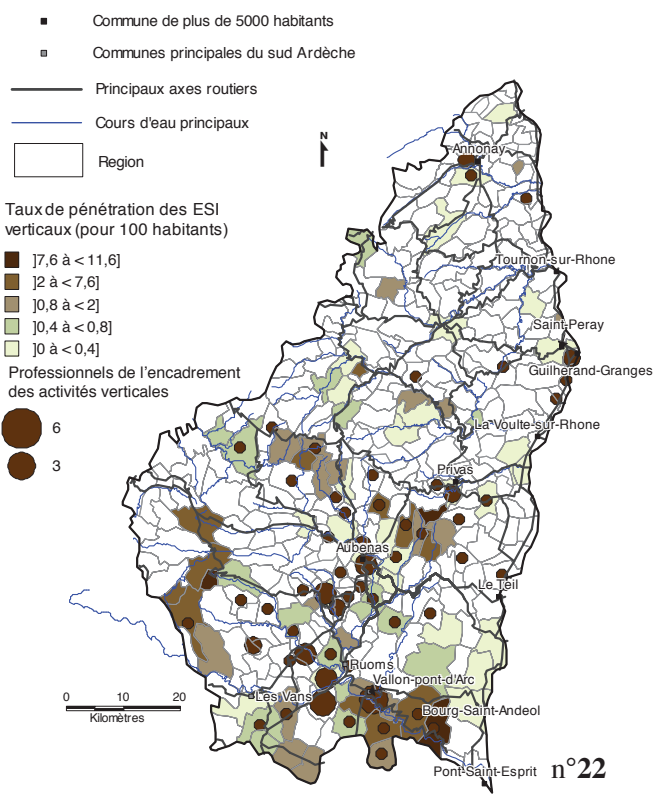 Commune de plus de 5000 habitants
Communes principales du sud Ardèche
Principaux axes routiers
Cours d'eau principaux
Region
N
Taux de pénétration des ESI
verticaux (pour 100 habitants)
]7,6 à < 11,6]
]2 à < 7,6]
]0,8 à < 2]
]0,4 à < 0,8]
]0 à < 0,4]
Professionnels de l'encadrement
des activités verticales
6
3
Annonay
Tournon-sur-Rhone
Saint-Peray
Guilherand-Granges
La Voulte-sur-Rhone
Privas
Aubenas
Le Teil
Ruoms
Vallon-pont-d'Arc
Les Vans
Bourg-Saint-Andeol
Pont-Saint-Esprit
0 10 20
Kilomètres
n°22